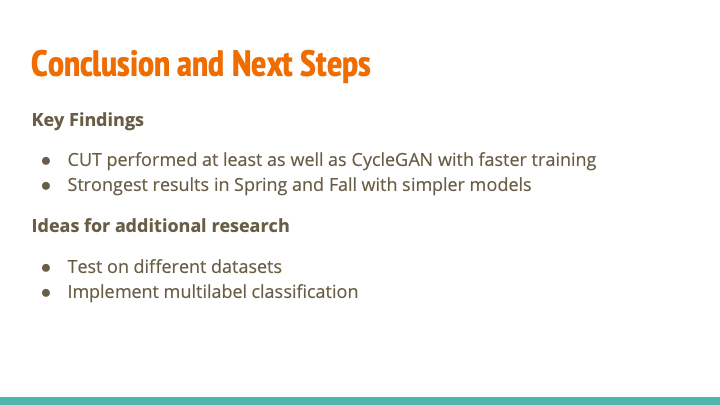 Conclusion and Next Steps
Key Findings
● CUT performed at least as well as CycleGAN with faster training
● Strongest results in Spring and Fall with simpler models
Ideas for additional research
● Test on different datasets
● Implement multilabel classification